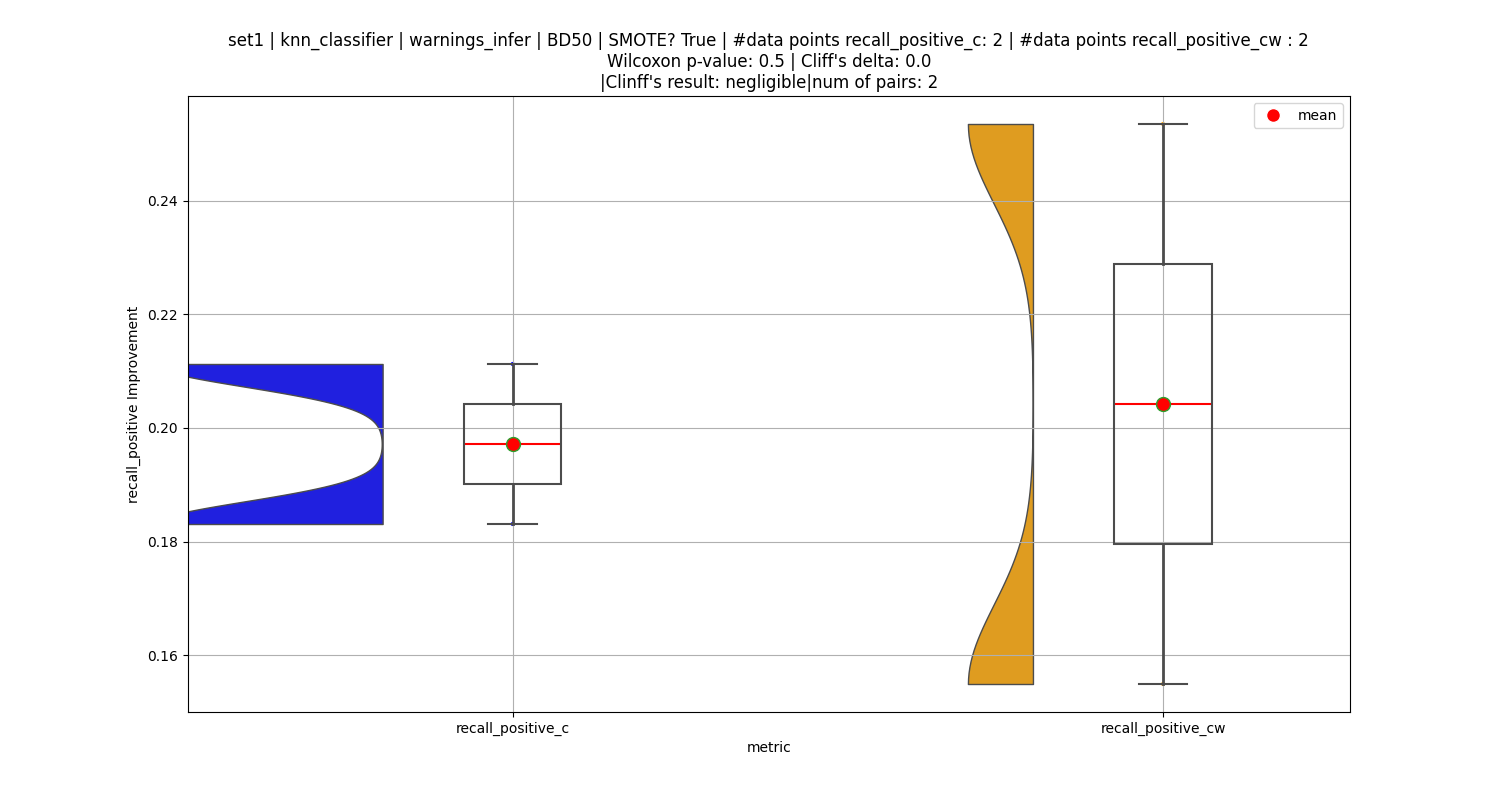 set1 | knn_classifier | warnings_infer | BD50 | SMOTE? True | #data points recall_positive_c: 2 | #data points recall_positive_cw : 2
Wilcoxon p-value: 0.5 | Cliff's delta: 0.0
|Clinff's result: negligible|num of pairs: 2
mean
0.24
0.22
0.20
0.18
0.16
recall_positive Improvement
recall_positive_c
recall_positive_cw
metric